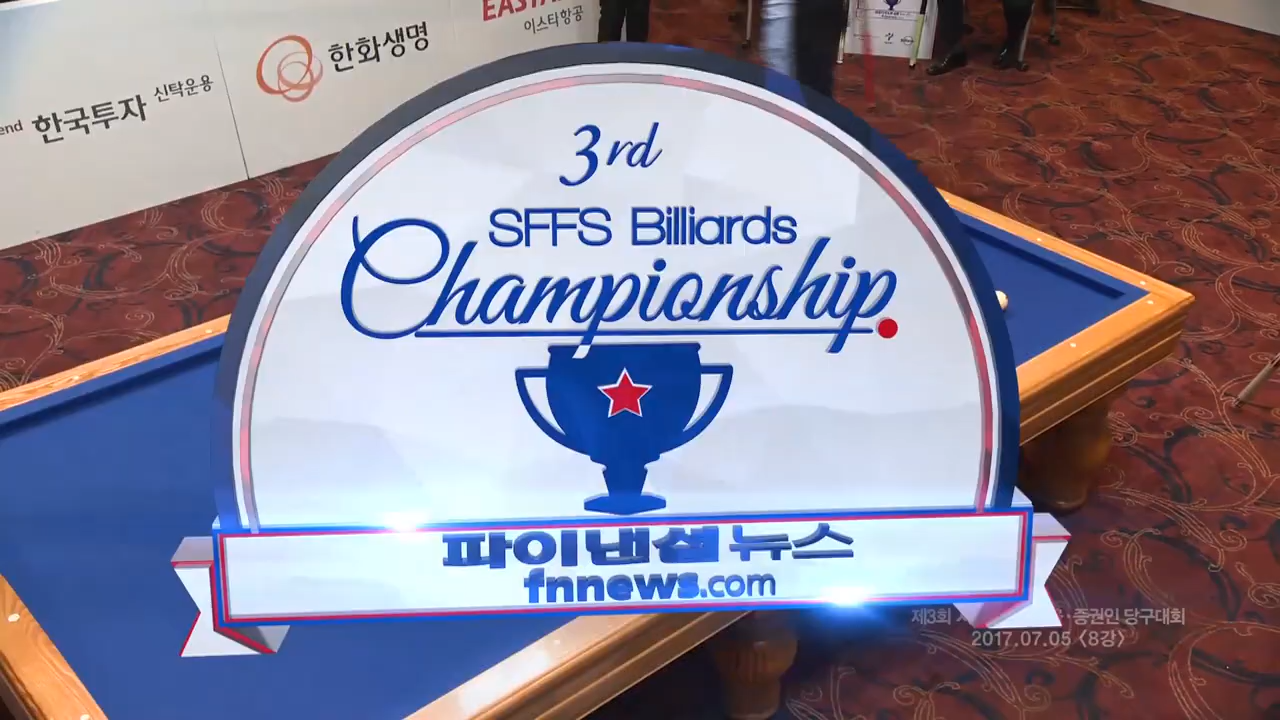 EASTA
이스타항공
한화생명
end 한국투자 신탁운용
3rd
SFFS Billiards
Championship.
파이낸셜뉴스
fnnews.com
제3회 · 증권인 당구대회
2017.07.05 <8강>